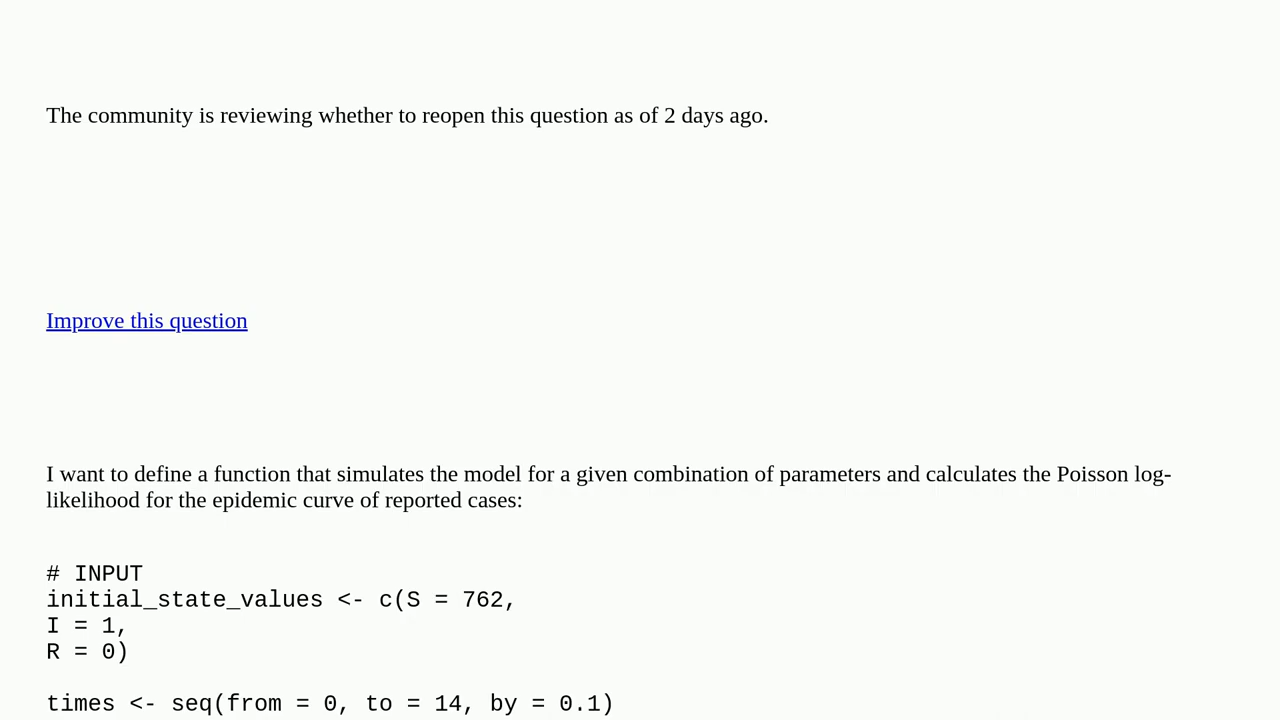 The community is reviewing whether to reopen this question as of 2 days ago.
Improve this question
I want to define a function that simulates the model for a given combination of parameters and calculates the Poisson log-
likelihood for the epidemic curve of reported cases:
# INPUT
initial_state_values <- c(S = 762,
I = 1,
R = 0)
times <- seq(from = 0, to = 14, by = 0.1)